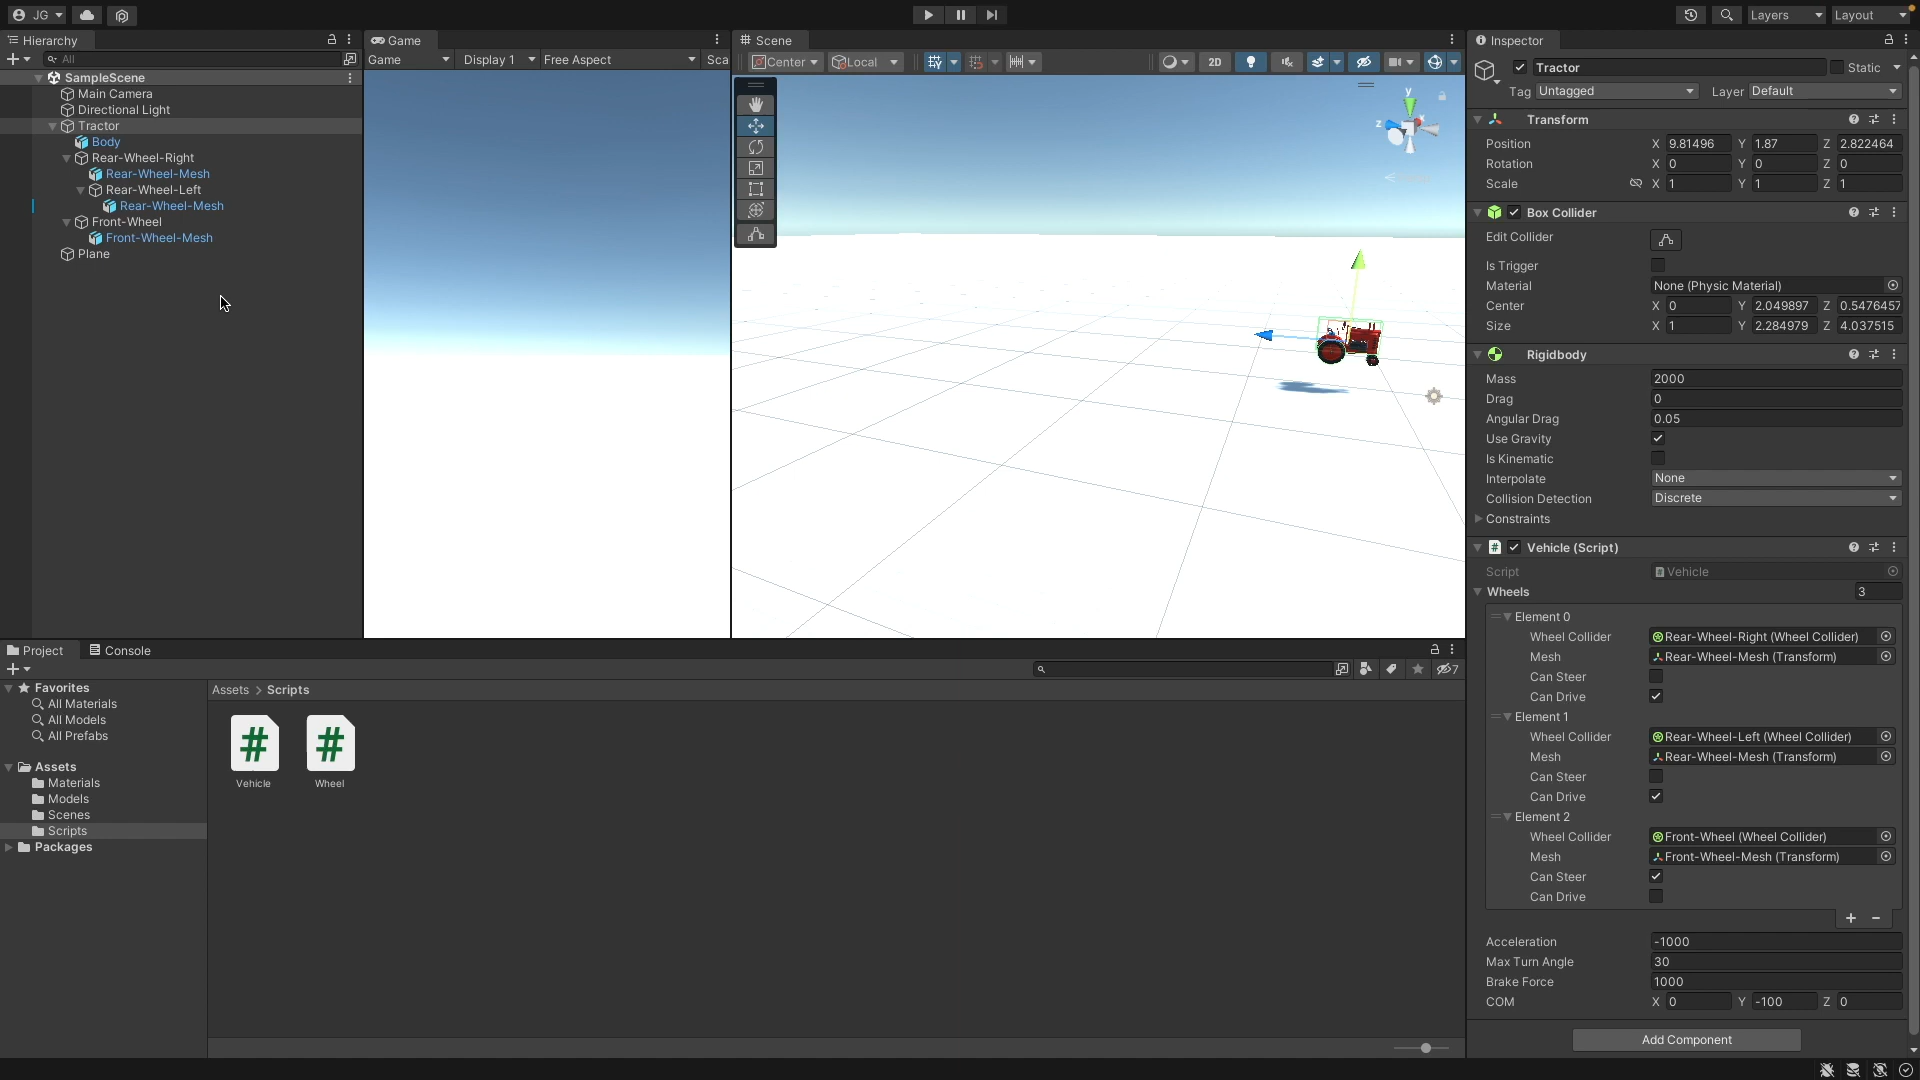 JG
Layers
Layout
Hierarchy
All
SampleScene
Main Camera
Directional Light
Tractor
Body
Rear-Wheel-Right
Rear-Wheel-Mesh
Rear-Wheel-Left
Rear-Wheel-Mesh
Front-Wheel
Front-Wheel-Mesh
Plane
Game
Game Display 1 Free Aspect Sca
Scene
Center Local 2D
y
x
z
Inspector
Tractor Static
Tag Untagged Layer Default
Transform
Position X 9.81496 Y 1.87 Z 2.822464
Rotation X 0 Y 0 Z 0
Scale X 1 Y 1 Z 1
Box Collider
Edit Collider
Is Trigger
Material None (Physic Material)
Center X 0 Y 2.049897 Z 0.5476457
Size X 1 Y 2.284979 Z 4.037515
Rigidbody
Mass 2000
Drag 0
Angular Drag 0.05
Use Gravity
Is Kinematic
Interpolate None
Collision Detection Discrete
Constraints
# Vehicle (Script)
Script Vehicle
Wheels 3
Element 0
Wheel Collider Rear-Wheel-Right (Wheel Collider)
Mesh Rear-Wheel-Mesh (Transform)
Can Steer
Can Drive
Element 1
Wheel Collider Rear-Wheel-Left (Wheel Collider)
Mesh Rear-Wheel-Mesh (Transform)
Can Steer
Can Drive
Element 2
Wheel Collider Front-Wheel (Wheel Collider)
Mesh Front-Wheel-Mesh (Transform)
Can Steer
Can Drive
+ -
Acceleration -1000
Max Turn Angle 30
Brake Force 1000
COM X 0 Y -100 Z 0
Add Component
Project Console
+
7
Favorites
All Materials
All Models
All Prefabs
Assets
Materials
Models
Scenes
Scripts
Packages
Assets > Scripts
# #
Vehicle Wheel